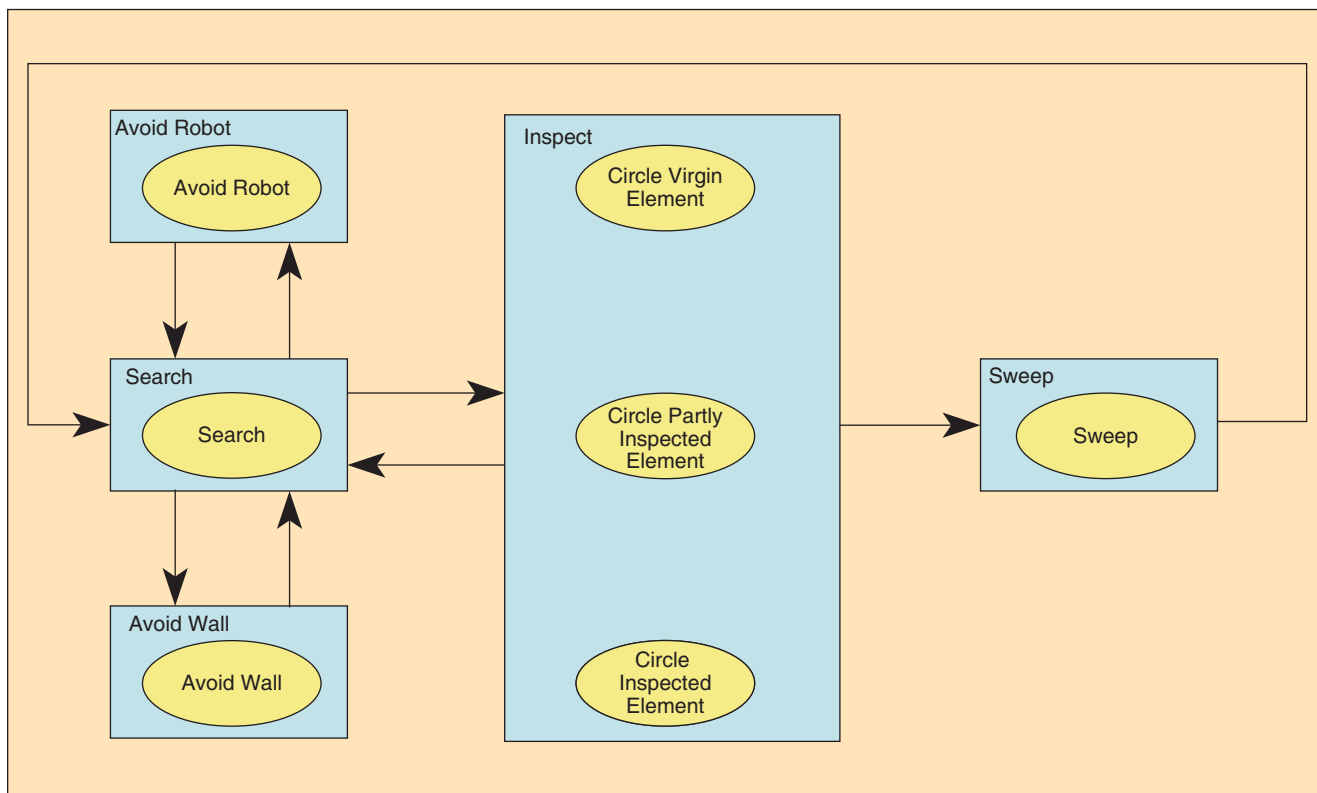 Avoid Robot
Avoid Robot
Search
Search
Avoid Wall
Avoid Wall
Inspect
Circle Virgin
Element
Circle Partly
Inspected
Element
Circle
Inspected
Element
Sweep
Sweep